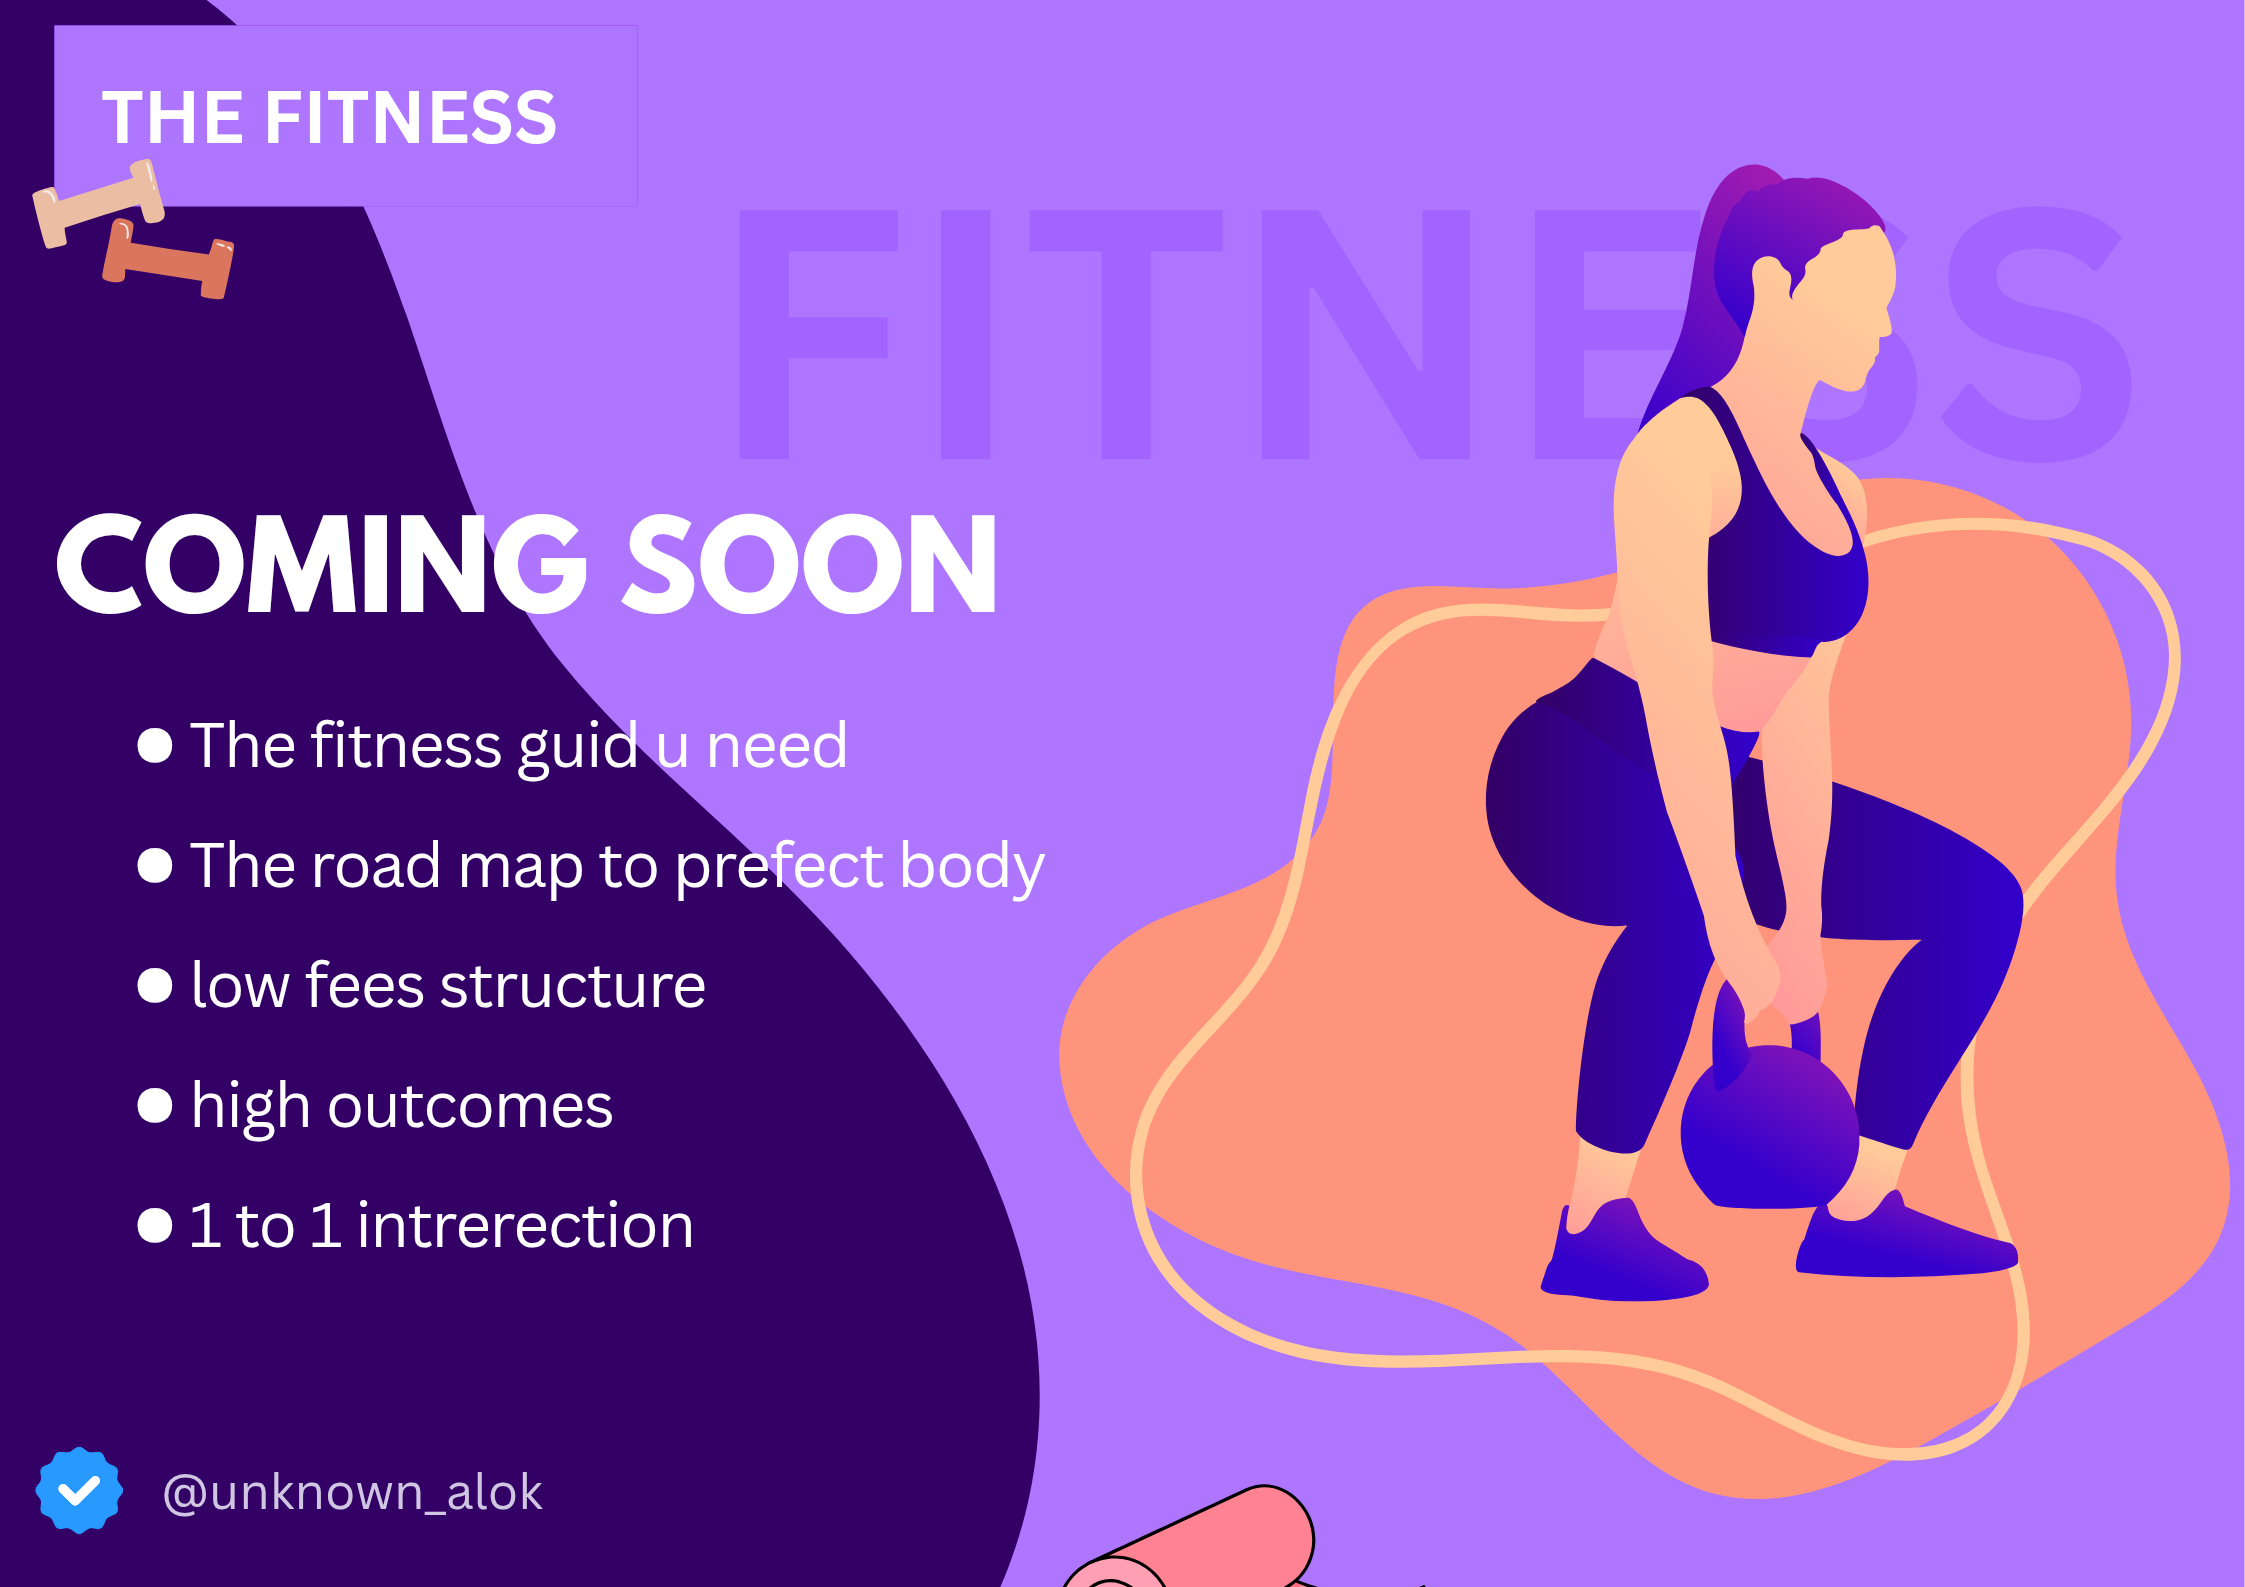 THE FITNESS
FITNESS
COMING SOON
The fitness guid u need
The road map to prefect body
low fees structure
high outcomes
1 to 1 intrerection
@unknown_alok